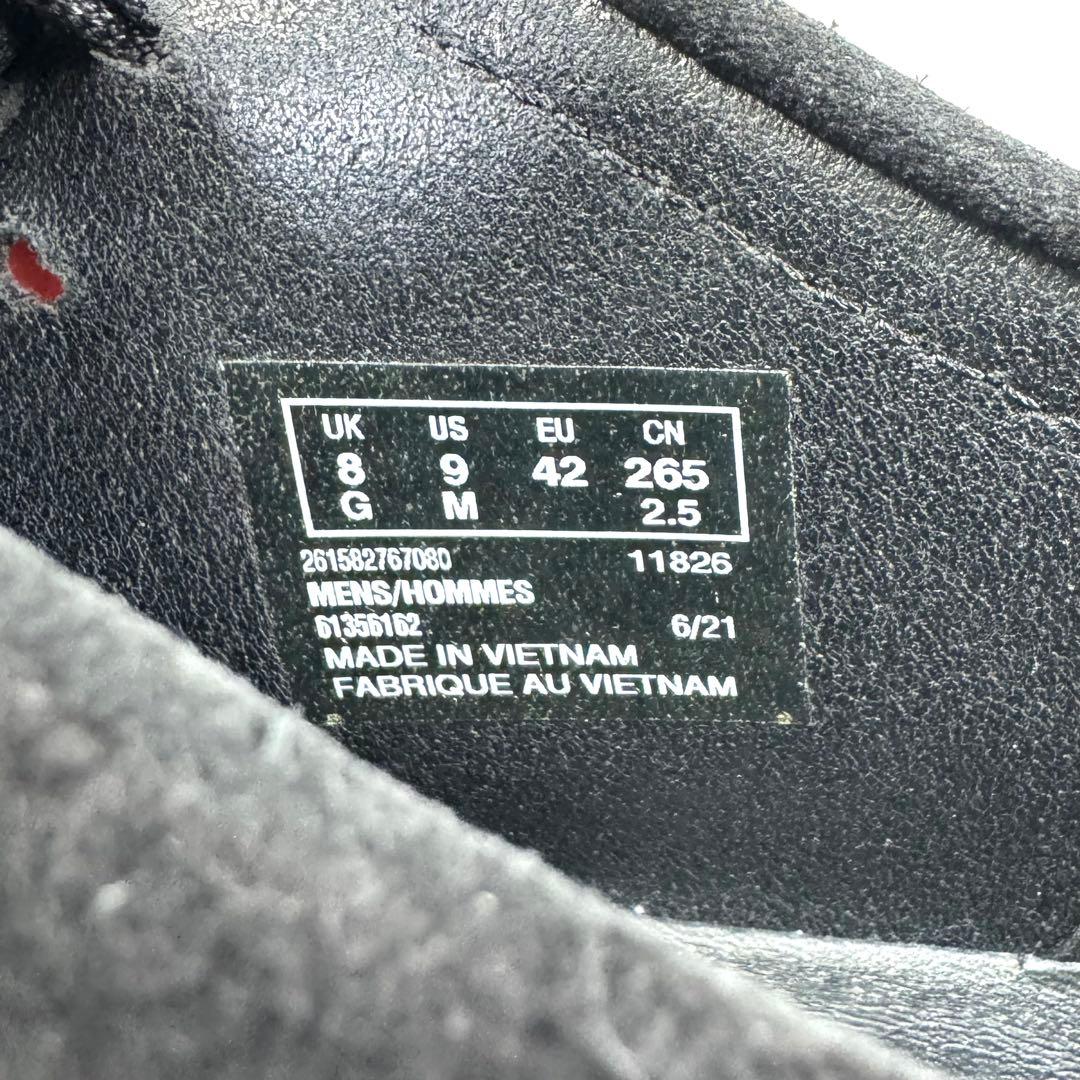 UK US EU CN
8 9 42 265
G M 2.5
261582767080 11826
MENS/HOMMES
61356162 6/21
MADE IN VIETNAM
FABRIQUE AU VIETNAM